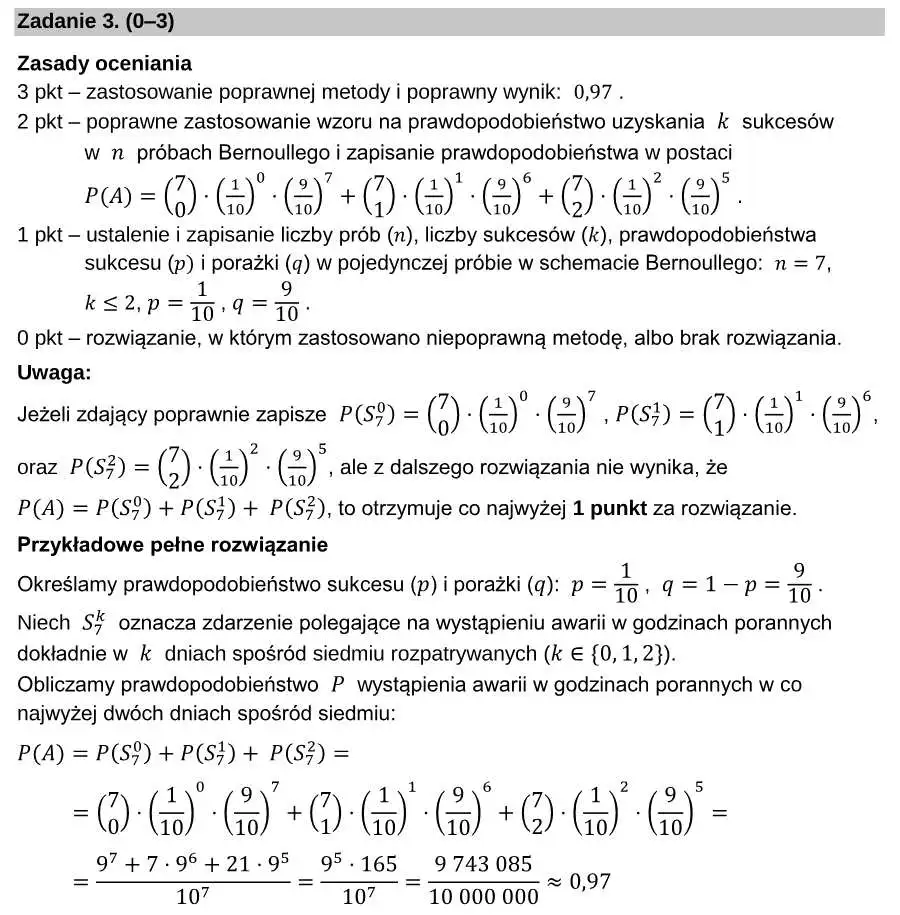 Zadanie 3. (0–3)
Zasady oceniania
3 pkt – zastosowanie poprawnej metody i poprawny wynik: 0,97 .
2 pkt – poprawne zastosowanie wzoru na prawdopodobieństwo uzyskania k sukcesów
w n próbach Bernoullego i zapisanie prawdopodobieństwa w postaci
P(A) = (7 0) · (1/10)^0 · (9/10)^7 + (7 1) · (1/10)^1 · (9/10)^6 + (7 2) · (1/10)^2 · (9/10)^5 .
1 pkt – ustalenie i zapisanie liczby prób (n), liczby sukcesów (k), prawdopodobieństwa
sukcesu (p) i porażki (q) w pojedynczej próbie w schemacie Bernoullego: n = 7,
k ≤ 2, p = 1/10 , q = 9/10 .
0 pkt – rozwiązanie, w którym zastosowano niepoprawną metodę, albo brak rozwiązania.
Uwaga:
Jeżeli zdający poprawnie zapisze P(S_7^0) = (7 0) · (1/10)^0 · (9/10)^7 , P(S_7^1) = (7 1) · (1/10)^1 · (9/10)^6 ,
oraz P(S_7^2) = (7 2) · (1/10)^2 · (9/10)^5 , ale z dalszego rozwiązania nie wynika, że
P(A) = P(S_7^0) + P(S_7^1) + P(S_7^2), to otrzymuje co najwyżej 1 punkt za rozwiązanie.
Przykładowe pełne rozwiązanie
Określamy prawdopodobieństwo sukcesu (p) i porażki (q): p = 1/10 , q = 1 − p = 9/10 .
Niech S_7^k oznacza zdarzenie polegające na wystąpieniu awarii w godzinach porannych
dokładnie w k dniach spośród siedmiu rozpatrywanych (k ∈ {0, 1, 2}).
Obliczamy prawdopodobieństwo P wystąpienia awarii w godzinach porannych w co
najwyżej dwóch dniach spośród siedmiu:
P(A) = P(S_7^0) + P(S_7^1) + P(S_7^2) =
= (7 0) · (1/10)^0 · (9/10)^7 + (7 1) · (1/10)^1 · (9/10)^6 + (7 2) · (1/10)^2 · (9/10)^5 =
= (9^7 + 7 · 9^6 + 21 · 9^5)/10^7 = (9^5 · 165)/10^7 = 9 743 085/10 000 000 ≈ 0,97